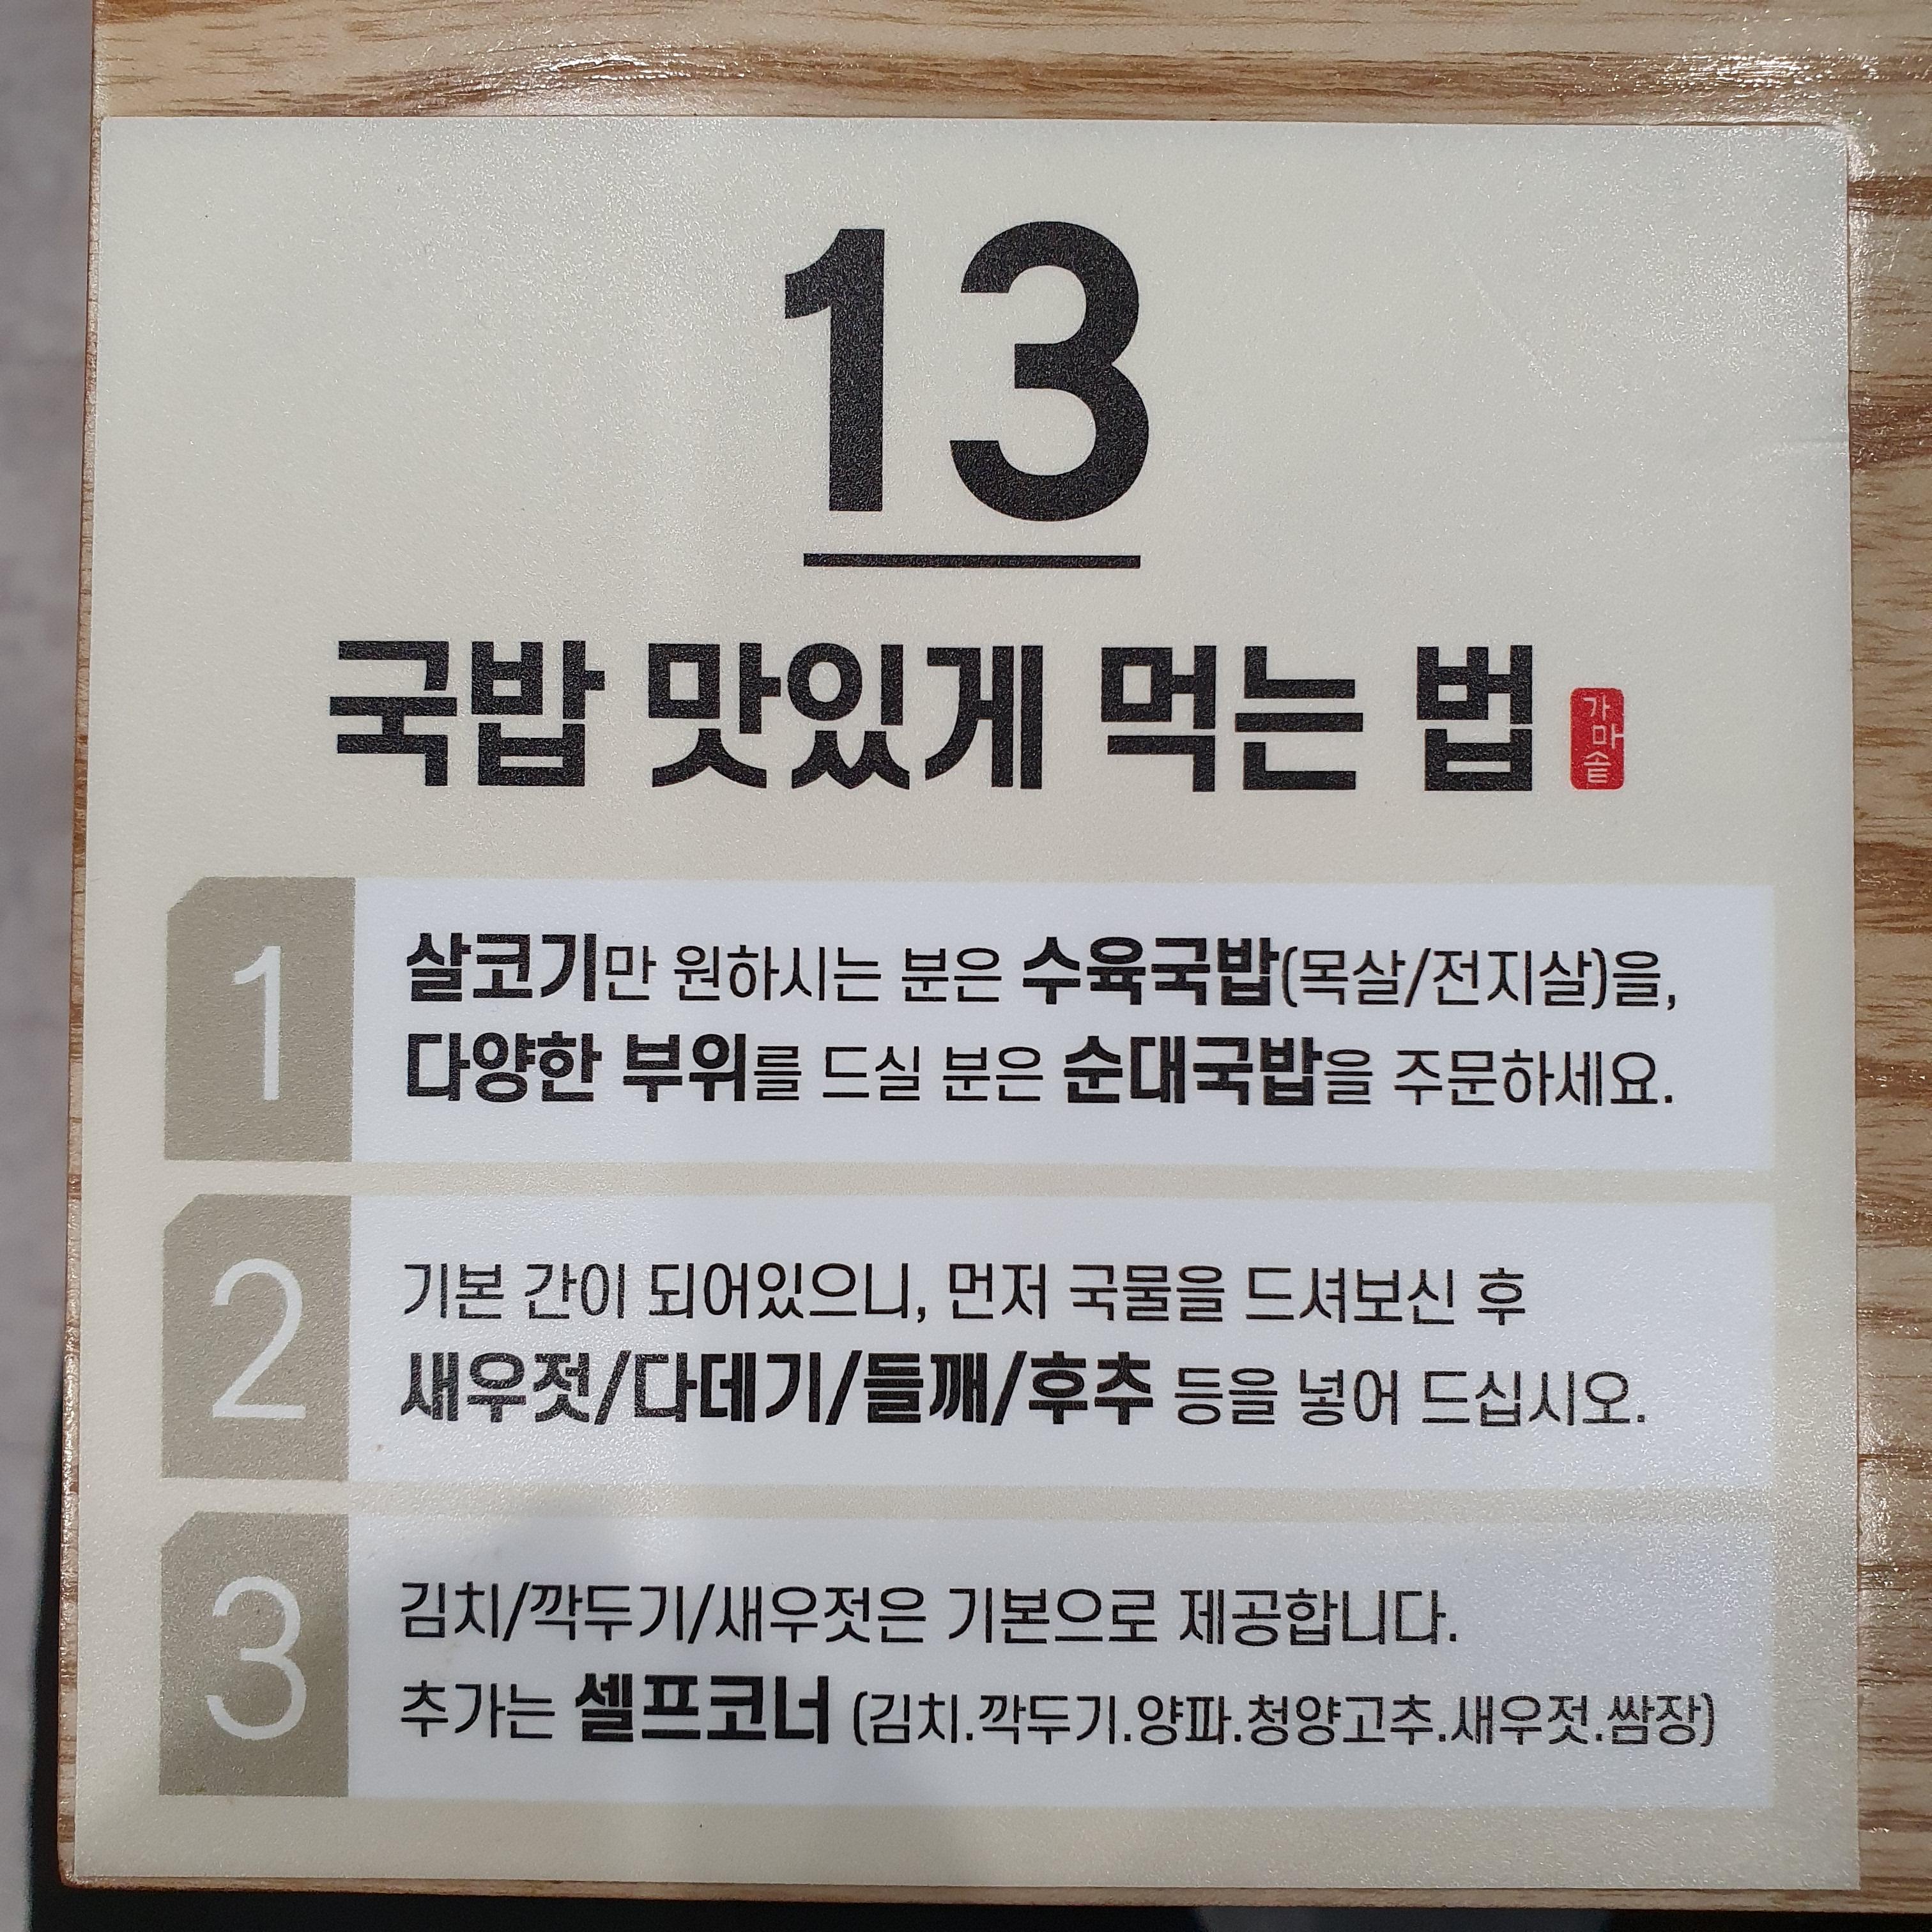 13
국밥 맛있게 먹는 법
가
마
솥
1
살코기만 원하시는 분은 수육국밥(목살/전지살)을,
다양한 부위를 드실 분은 순대국밥을 주문하세요.
2
기본 간이 되어있으니, 먼저 국물을 드셔보신 후
새우젓/다데기/들깨/후추 등을 넣어 드십시오.
3
김치/깍두기/새우젓은 기본으로 제공합니다.
추가는 셀프코너 (김치.깍두기.양파.청양고추.새우젓.쌈장)